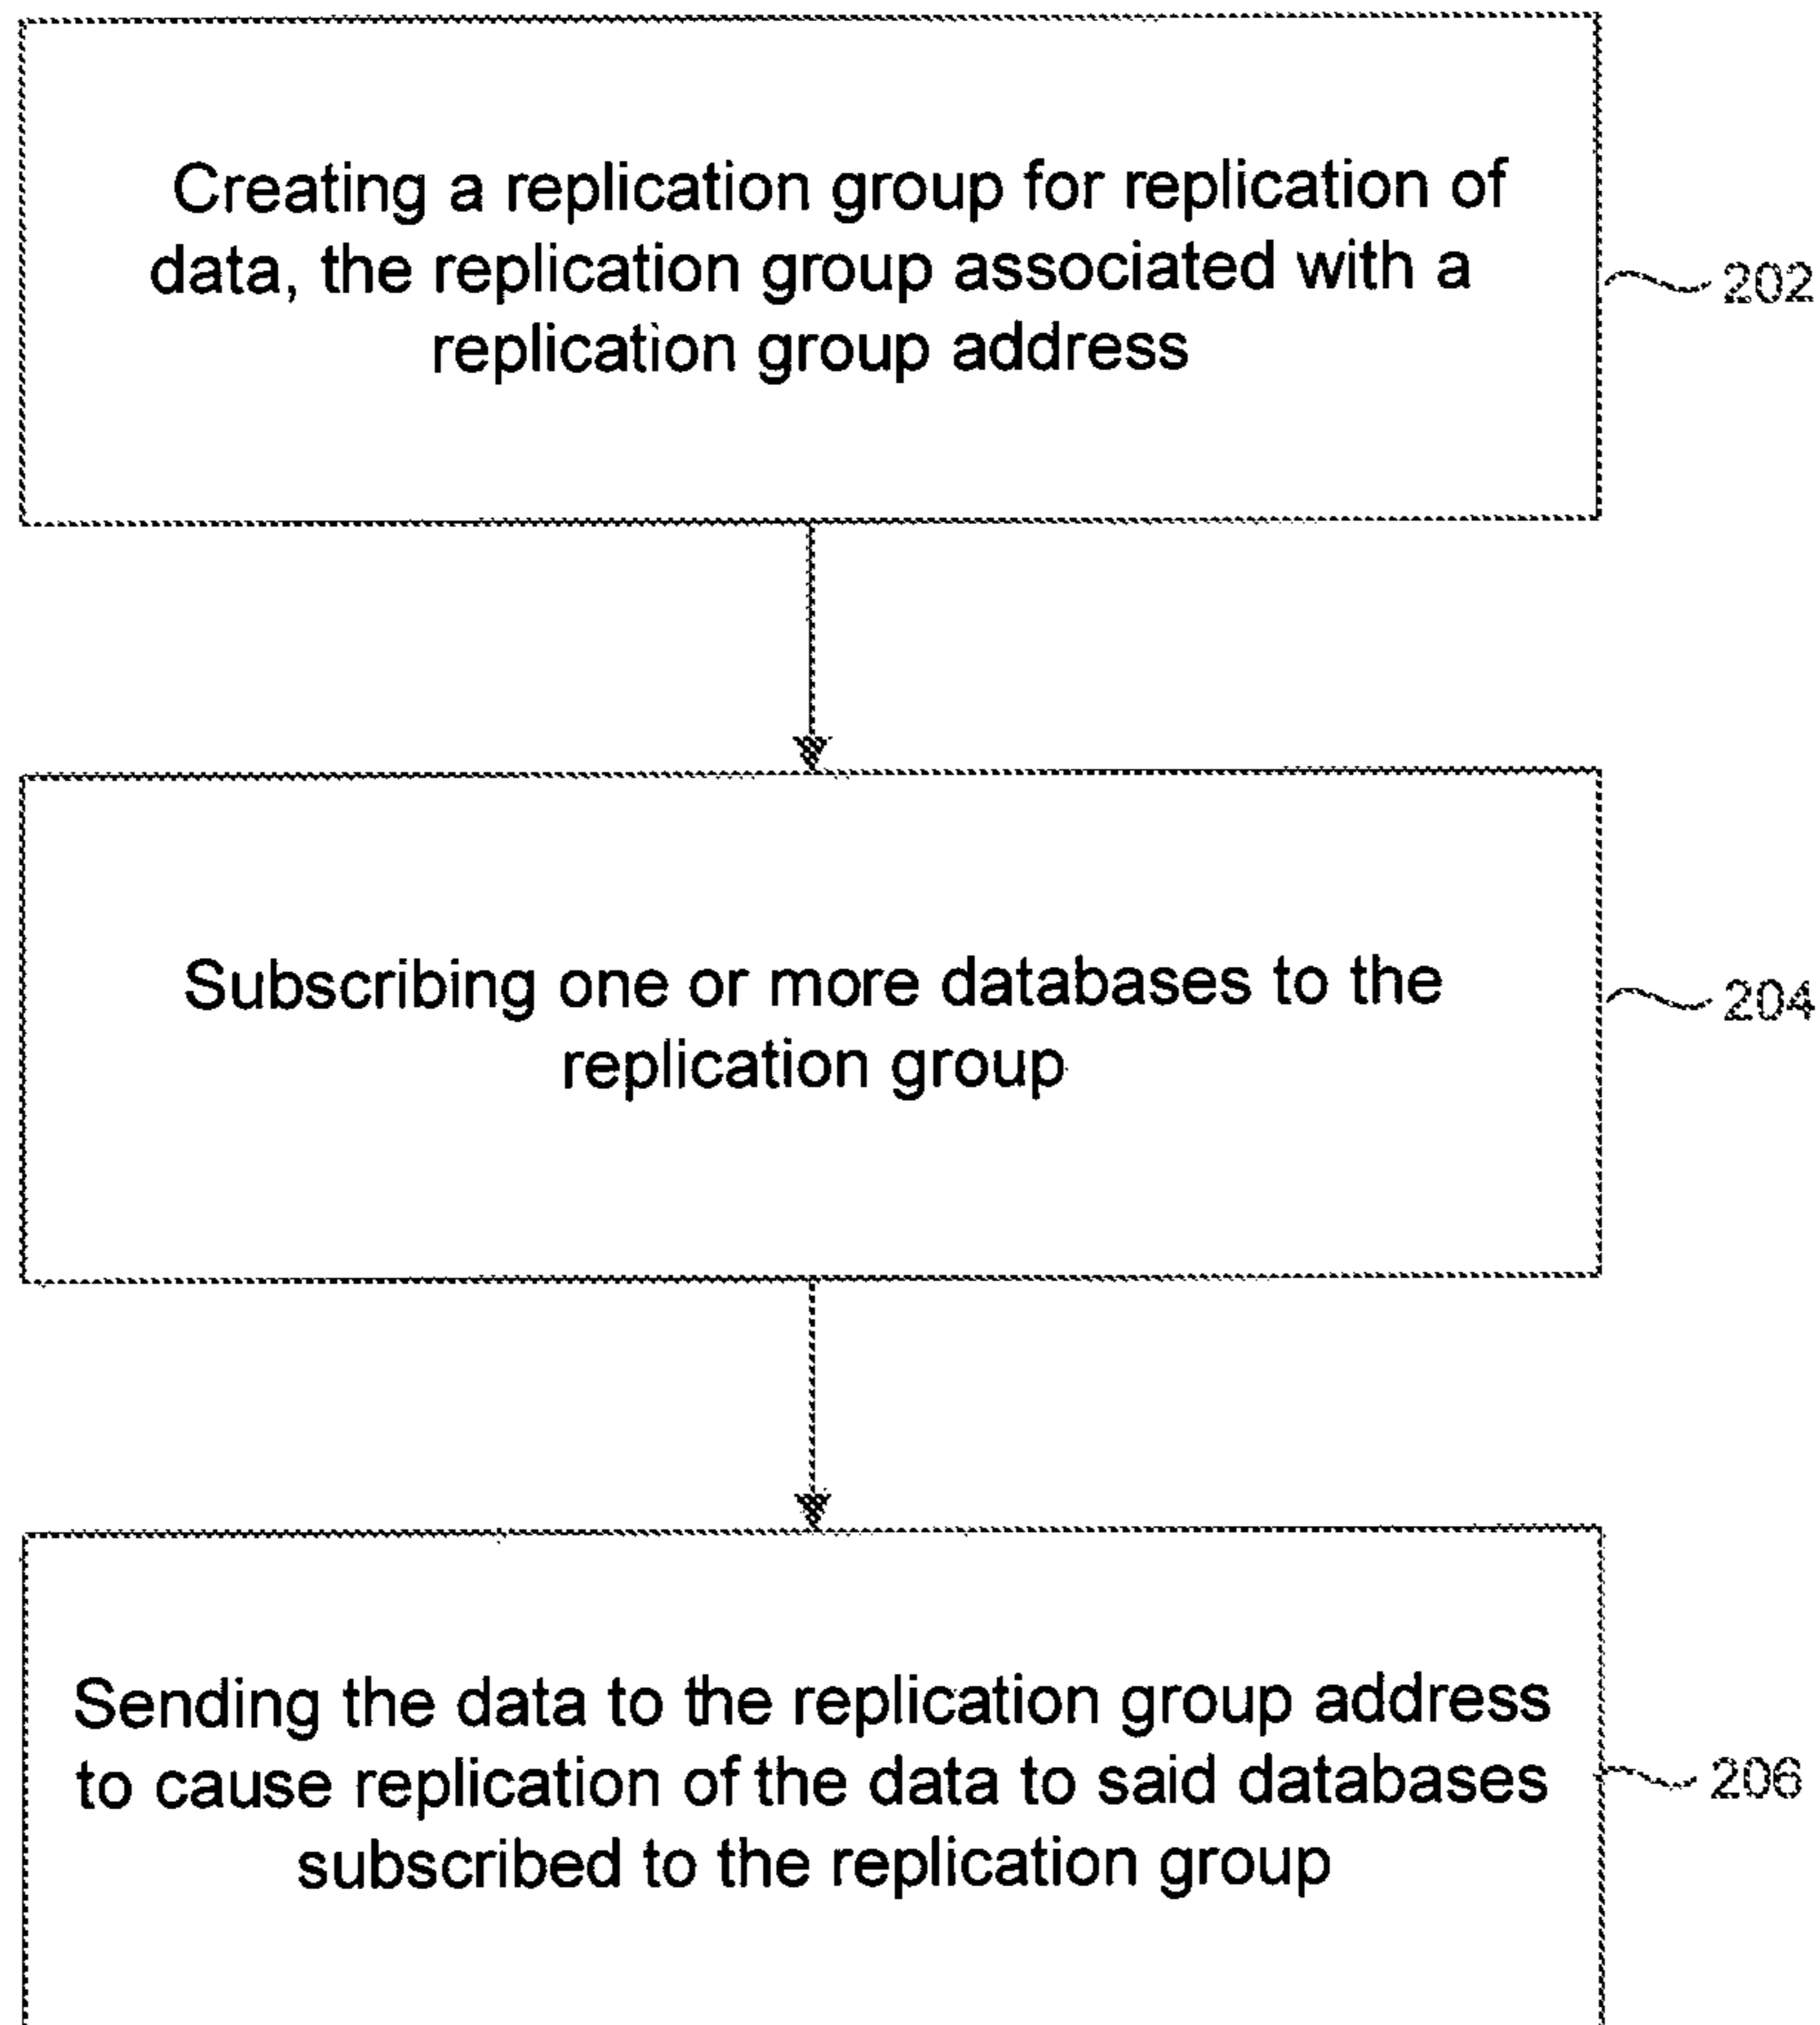 Creating a replication group for replication of
data, the replication group associated with a
replication group address
202
Subscribing one or more databases to the
replication group
204
Sending the data to the replication group address
to cause replication of the data to said databases
subscribed to the replication group
206